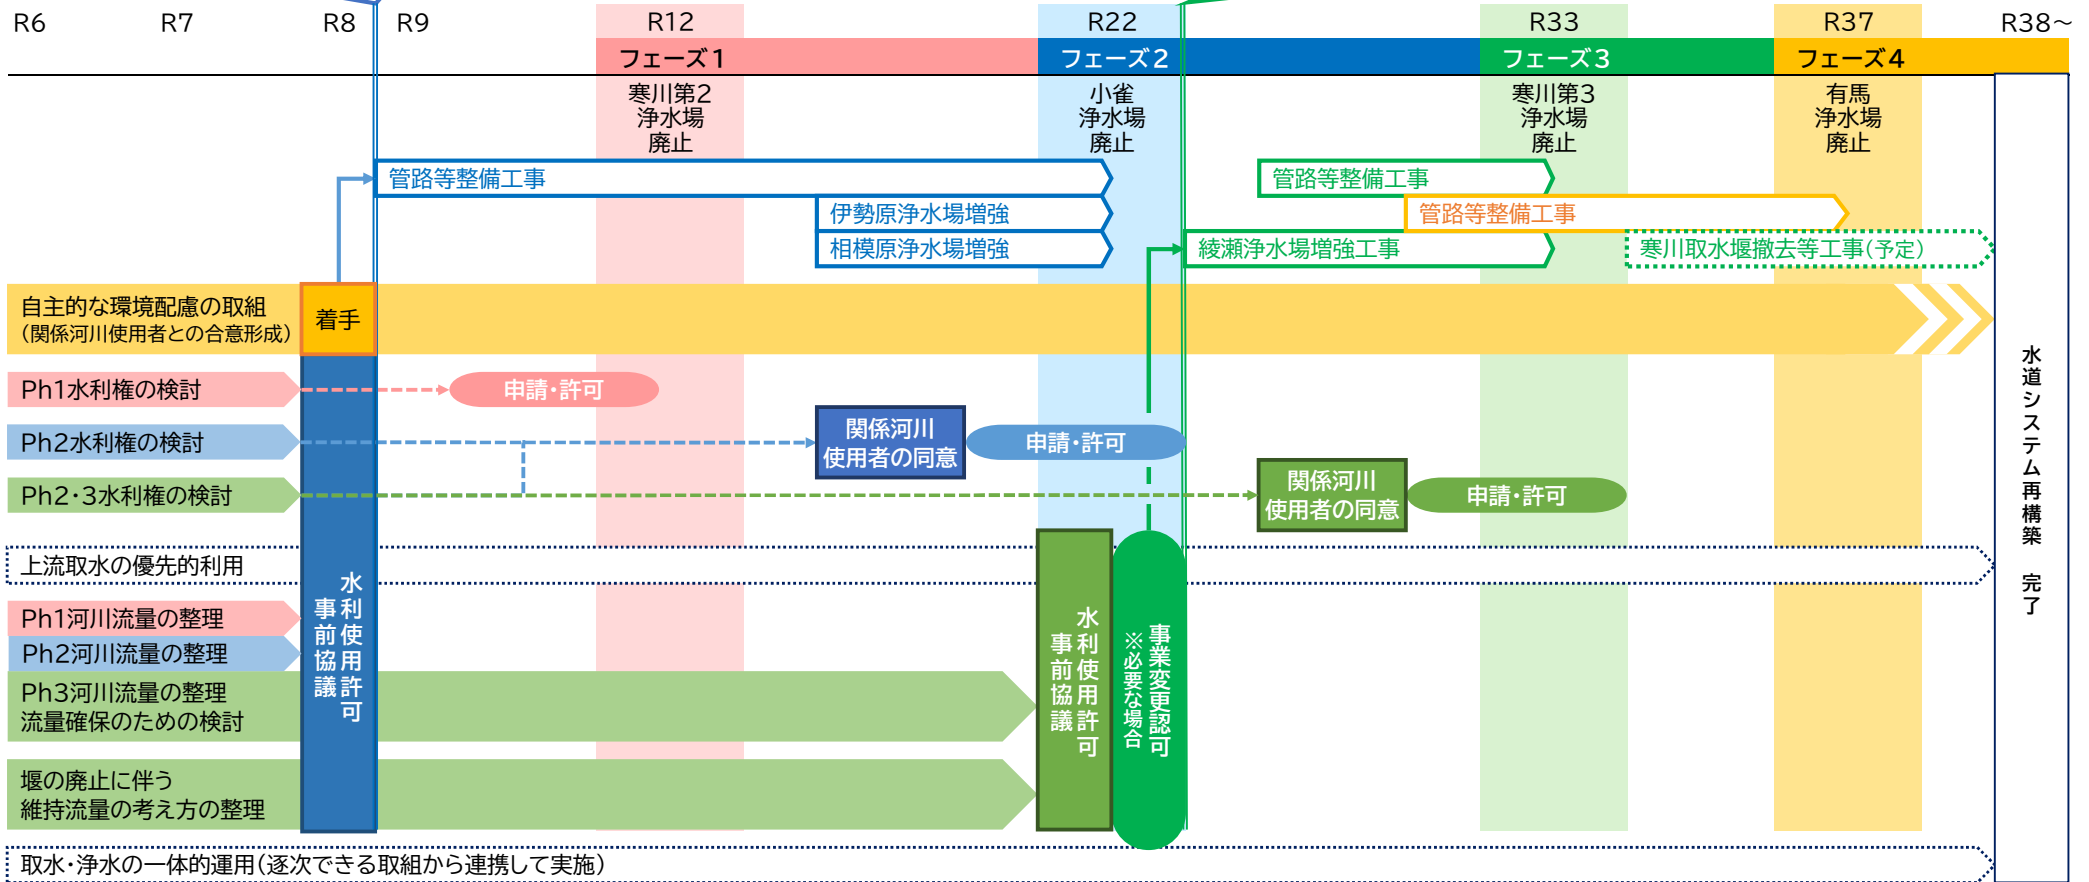 R6 R7 R8 R9 R12 R22 R33 R37 R38～
フェーズ1 フェーズ2 フェーズ3 フェーズ4
寒川第2
浄水場
廃止
小雀
浄水場
廃止
寒川第3
浄水場
廃止
有馬
浄水場
廃止
管路等整備工事
管路等整備工事
伊勢原浄水場増強
管路等整備工事
相模原浄水場増強
綾瀬浄水場増強工事
寒川取水堰撤去等工事(予定)
自主的な環境配慮の取組
(関係河川使用者との合意形成)
着手
Ph1水利権の検討
申請・許可
Ph2水利権の検討
関係河川
使用者の同意
申請・許可
Ph2・3水利権の検討
関係河川
使用者の同意
申請・許可
上流取水の優先的利用
Ph1河川流量の整理
Ph2河川流量の整理
Ph3河川流量の整理
流量確保のための検討
堰の廃止に伴う
維持流量の考え方の整理
水利使用許可
事前協議
水利使用許可
事前協議
事業変更認可
※必要な場合
取水・浄水の一体的運用(逐次できる取組から連携して実施)
水道システム再構築 完了